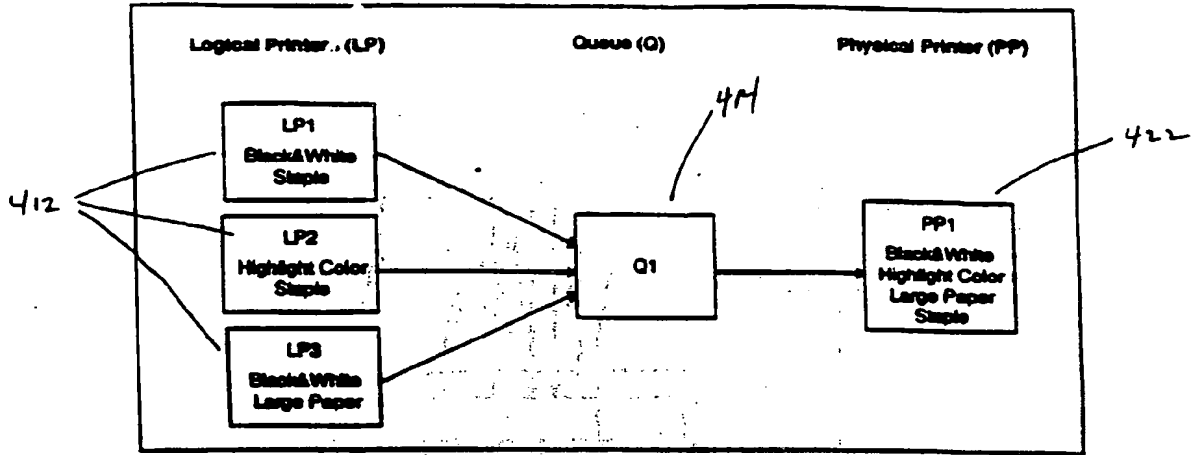 Logical Printer.. (LP)
Queue (Q)
Physical Printer (PP)
LP1
Black&White
Staple
412
LP2
Highlight Color
Staple
LP3
Black&White
Large Paper
Q1
422
PP1
Black&White
Highlight Color
Large Paper
Staple